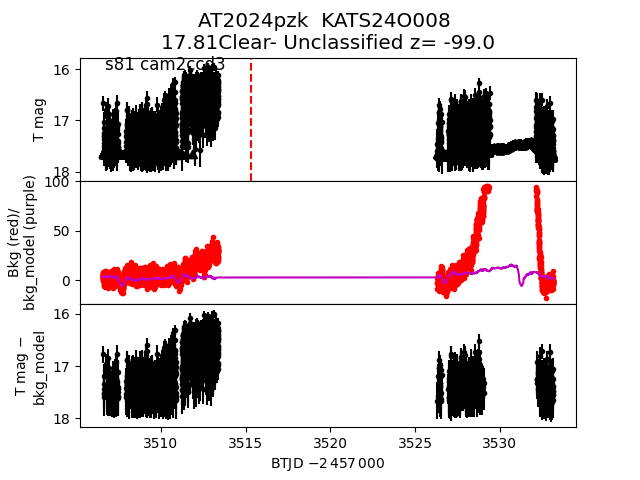 AT2024pzk  KATS24O008
17.81Clear- Unclassified z= -99.0
s81 cam2ccd3
T mag
16
17
18
Bkg (red)/
bkg_model (purple)
100
50
0
T mag −
bkg_model
16
17
18
3510
3515
3520
3525
3530
BTJD −2 457 000